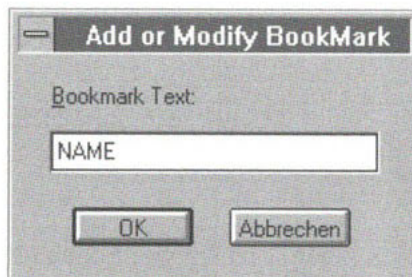 Add or Modify BookMark
Bookmark Text:
NAME
OK
Abbrechen